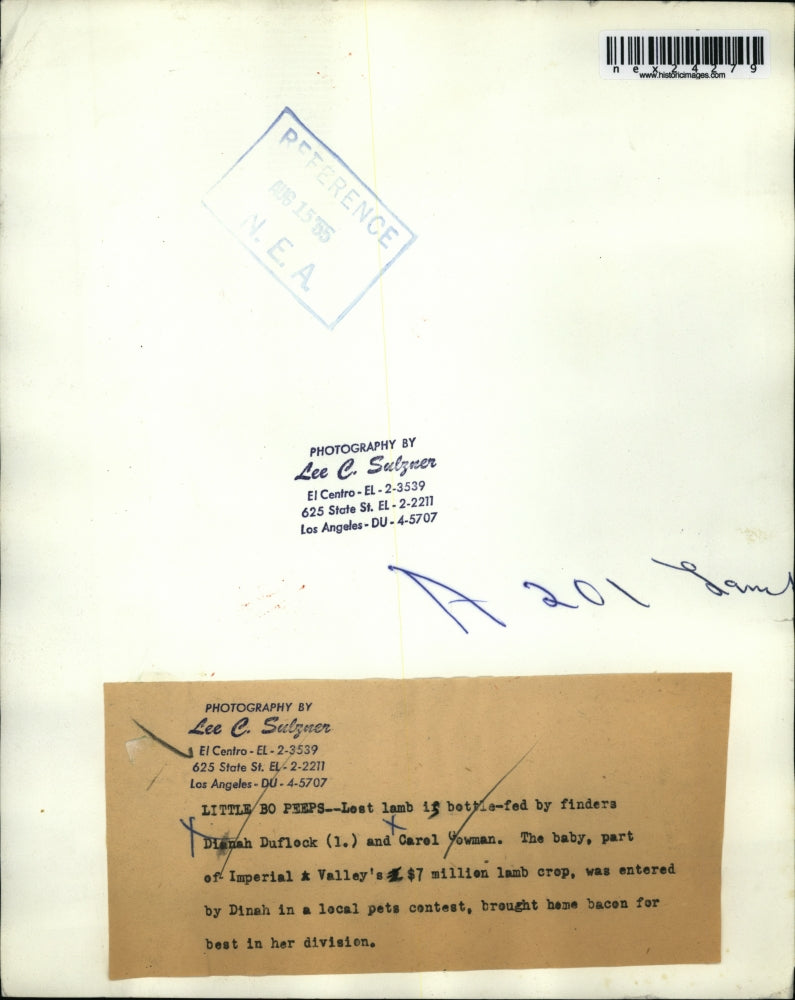 nex24279
www.historicimages.com
REFERENCE
AUG 15 '55
N. E. A.
PHOTOGRAPHY BY
Lee C. Sulzner
El Centro - EL - 2-3539
625 State St. EL - 2-2211
Los Angeles - DU - 4-5707
A 201 Lamb
PHOTOGRAPHY BY
Lee C. Sulzner
El Centro - EL - 2-3539
625 State St. EL - 2-2211
Los Angeles - DU - 4-5707
LITTLE BO PEEPS--Lost lamb is bottle-fed by finders
Duflock (l.) and Carol The baby, part
of Imperial Valley's $7 million lamb crop, was entered
by Dinah in a local pets contest, brought home bacon for
best in her division.